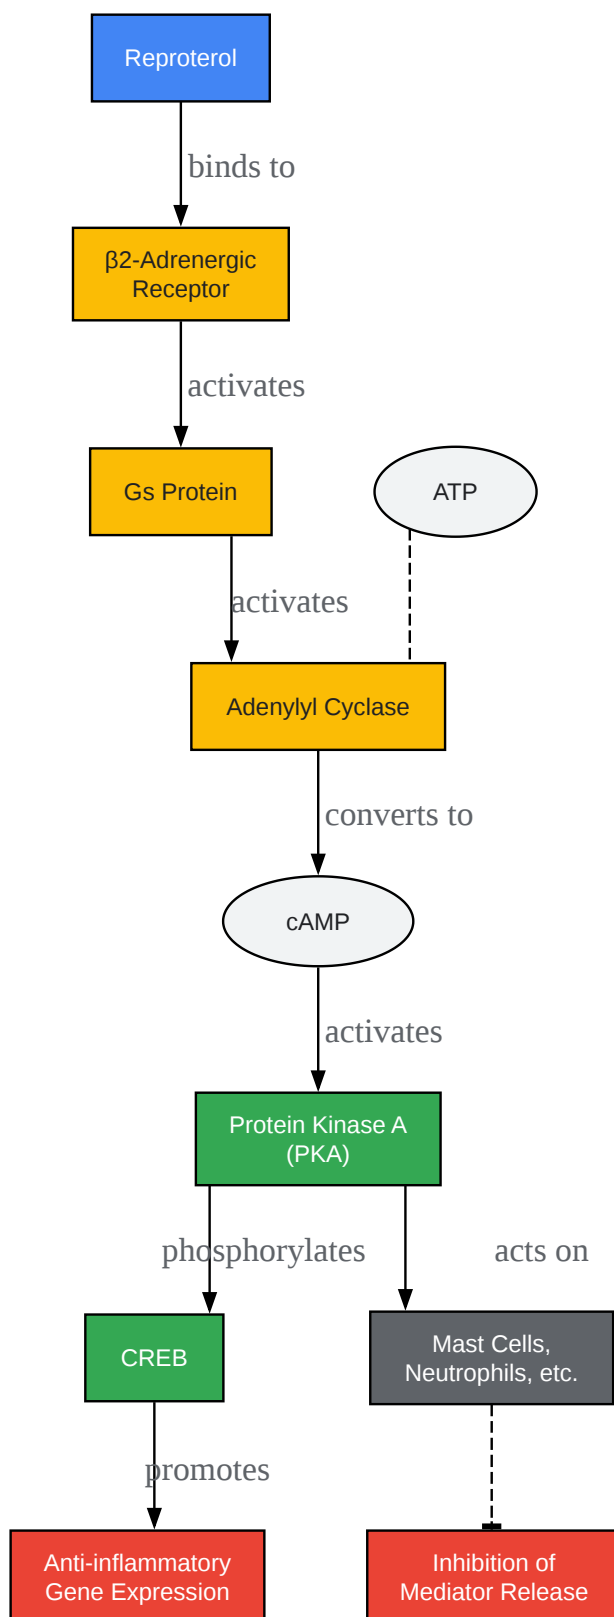 Reproterol
binds to
β2-Adrenergic
Receptor
activates
Gs Protein
ATP
activates
Adenylyl Cyclase
converts to
cAMP
activates
Protein Kinase A
(PKA)
phosphorylates
acts on
CREB
Mast Cells,
Neutrophils, etc.
promotes
Anti-inflammatory
Gene Expression
Inhibition of
Mediator Release